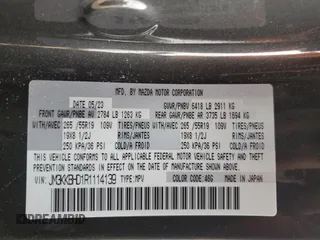 MFD. BY MAZDA MOTOR CORPORATION
DATE 05/23 GVWR/PNBV 6418 LB 2911 KG
FRONT GAWR/PNBE AV 2784 LB 1263 KG REAR GAWR/PNBE AR 3735 LB 1694 KG
WITH/AVEC 265 /55R19 109V TIRES/PNEUS WITH/AVEC 265 /55R19 109V TIRES/PNEUS
19X8 1/2J RIMS/JANTES 19X8 1/2J RIMS/JANTES
250 KPA/36 PSI COLD/A FROID 250 KPA/36 PSI COLD/A FROID
THIS VEHICLE CONFORMS TO ALL APPLICABLE FEDERAL MOTOR VEHICLE
SAFETY AND THEFT PREVENTION STANDARDS IN EFFECT ON
THE DATE OF MANUFACTURE SHOWN ABOVE.
TYPE:MPV COLOR CODE:46G MADE IN JAPAN